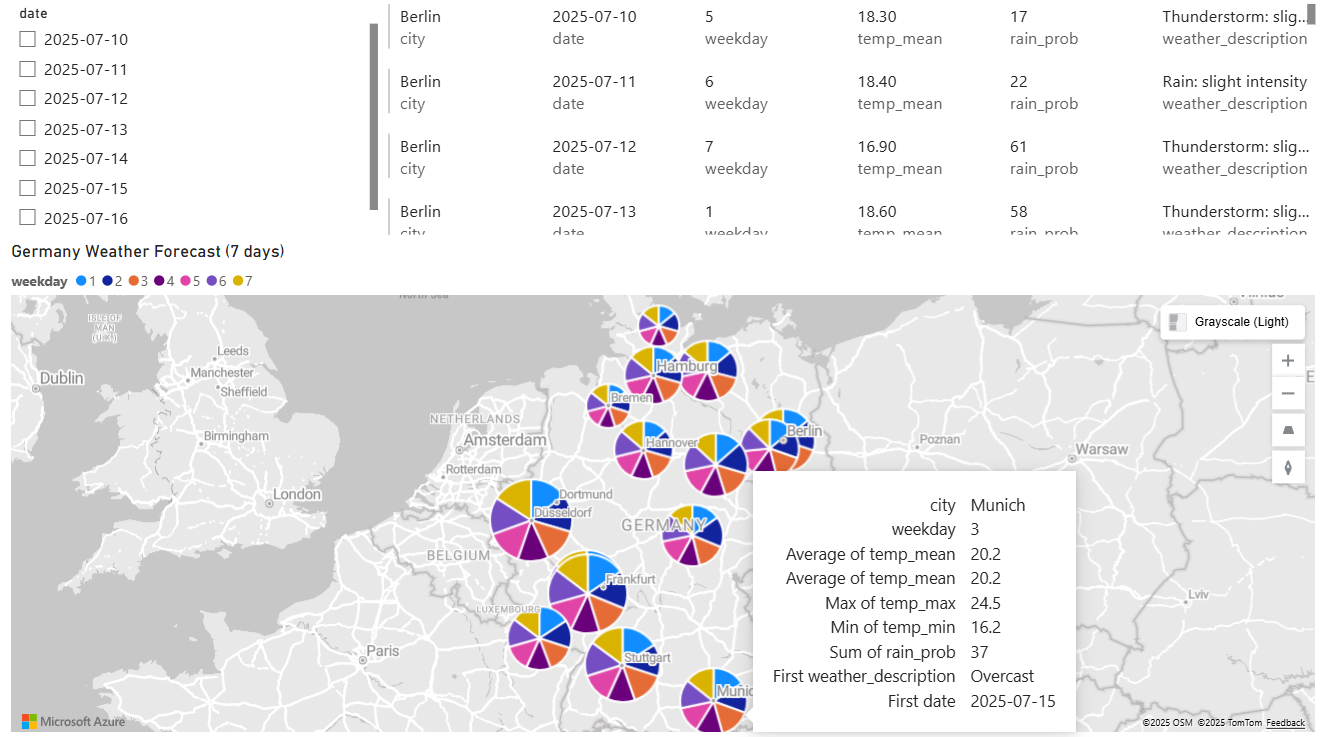 date
2025-07-10
2025-07-11
2025-07-12
2025-07-13
2025-07-14
2025-07-15
2025-07-16
Berlin 2025-07-10 5 18.30 17 Thunderstorm: slig...
city date weekday temp_mean rain_prob weather_description
Berlin 2025-07-11 6 18.40 22 Rain: slight intensity
city date weekday temp_mean rain_prob weather_description
Berlin 2025-07-12 7 16.90 61 Thunderstorm: slig...
city date weekday temp_mean rain_prob weather_description
Berlin 2025-07-13 1 18.60 58 Thunderstorm: slig...
city date weekday temp_mean rain_prob weather_description
Germany Weather Forecast (7 days)
weekday 1 2 3 4 5 6 7
North Sea
Vilnius
ISLE OF
MAN
(U.K.)
Grayscale (Light)
Leeds
Dublin
Manchester
Sheffield
Hamburg
Bremen
NETHERLANDS
Birmingham
Amsterdam
Hannover
Berlin
Poznan
Warsaw
Rotterdam
London
Dortmund
Düsseldorf
GERMANY
BELGIUM
Frankfurt
LUXEMBOURG
Lviv
Paris
Stuttgart
Munic
city Munich
weekday 3
Average of temp_mean 20.2
Average of temp_mean 20.2
Max of temp_max 24.5
Min of temp_min 16.2
Sum of rain_prob 37
First weather_description Overcast
First date 2025-07-15
Microsoft Azure
©2025 OSM ©2025 TomTom Feedback